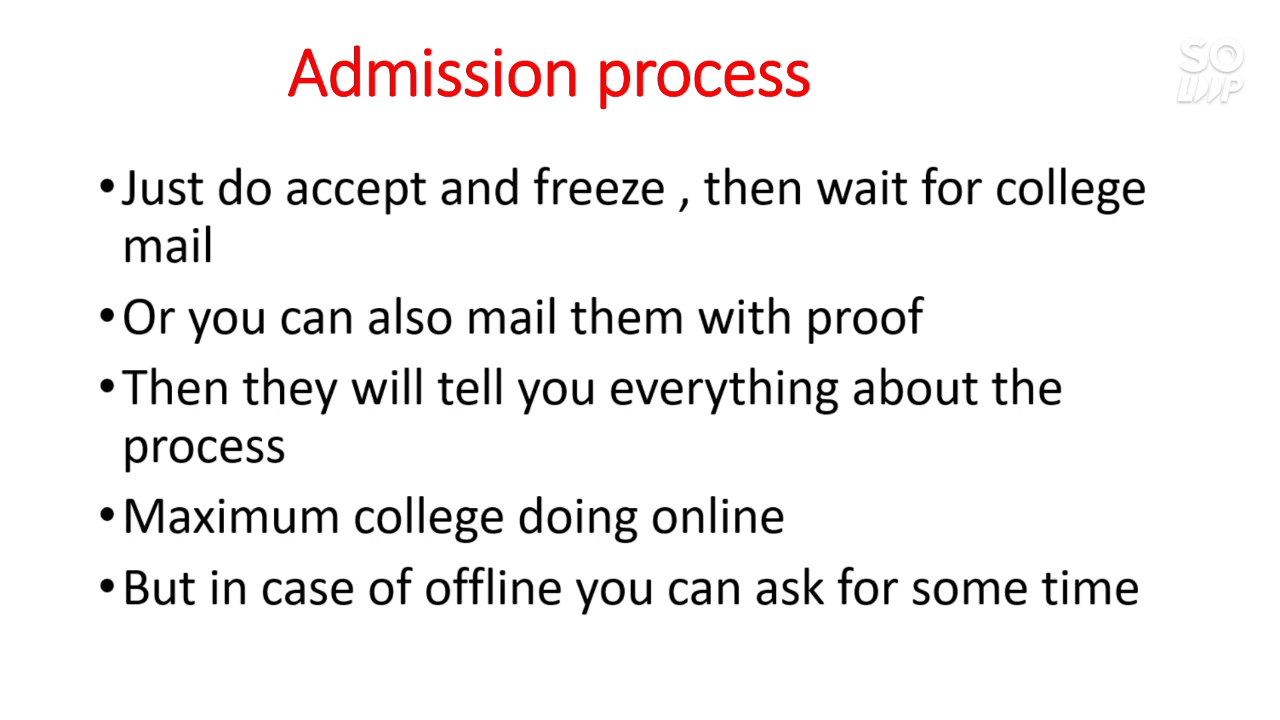 Admission process
SO
LOOP
•Just do accept and freeze , then wait for college
mail
•Or you can also mail them with proof
•Then they will tell you everything about the
process
•Maximum college doing online
•But in case of offline you can ask for some time